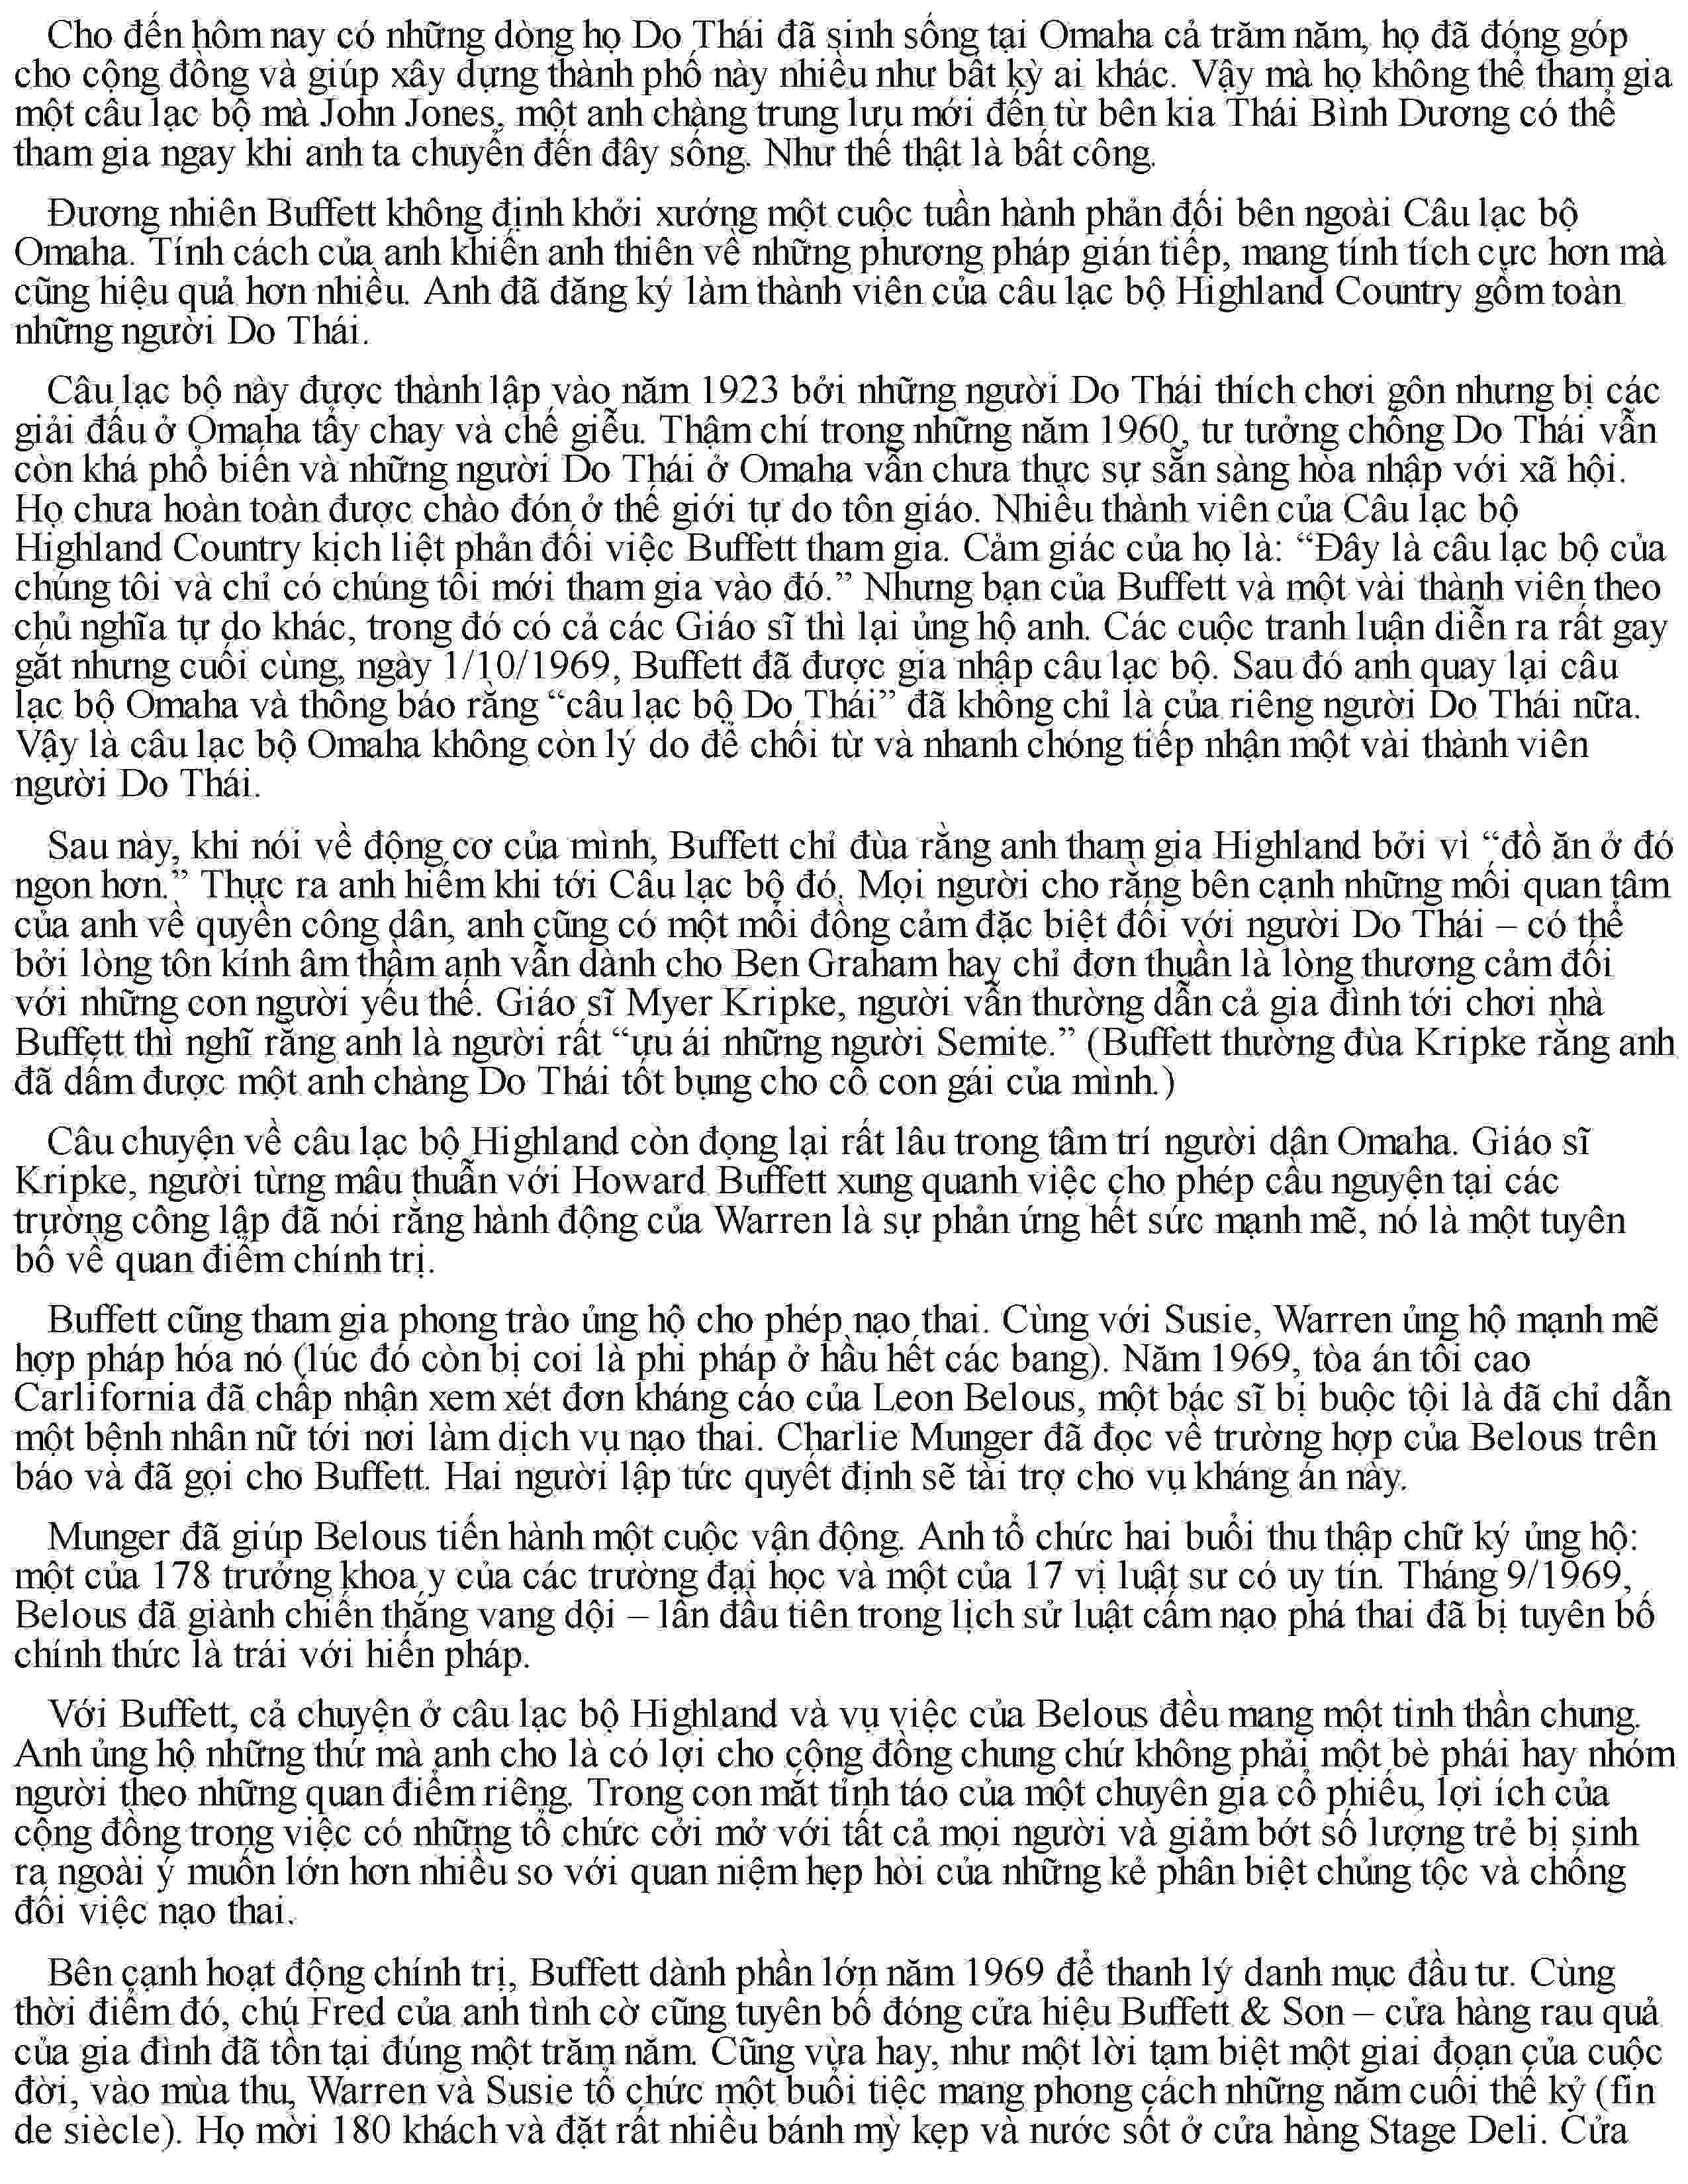 Cho đến hôm nay có những dòng họ Do Thái đã sinh sống tại Omaha cả trăm năm, họ đã đóng góp
cho cộng đồng và giúp xây dựng thành phố này nhiều như bất kỳ ai khác. Vậy mà họ không thể tham gia
một câu lạc bộ mà John Jones, một anh chàng trung lưu mới đến từ bên kia Thái Bình Dương có thể
tham gia ngay khi anh ta chuyển đến đây sống. Như thế thật là bất công.
Đương nhiên Buffett không định khởi xướng một cuộc tuần hành phản đối bên ngoài Câu lạc bộ
Omaha. Tính cách của anh khiến anh thiên về những phương pháp gián tiếp, mang tính tích cực hơn mà
cũng hiệu quả hơn nhiều. Anh đã đăng ký làm thành viên của câu lạc bộ Highland Country gồm toàn
những người Do Thái.
Câu lạc bộ này được thành lập vào năm 1923 bởi những người Do Thái thích chơi gôn nhưng bị các
giải đấu ở Omaha tẩy chay và chế giễu. Thậm chí trong những năm 1960, tư tưởng chống Do Thái vẫn
còn khá phổ biến và những người Do Thái ở Omaha vẫn chưa thực sự sẵn sàng hòa nhập với xã hội.
Họ chưa hoàn toàn được chào đón ở thế giới tự do tôn giáo. Nhiều thành viên của Câu lạc bộ
Highland Country kịch liệt phản đối việc Buffett tham gia. Cảm giác của họ là: “Đây là câu lạc bộ của
chúng tôi và chỉ có chúng tôi mới tham gia vào đó.” Nhưng bạn của Buffett và một vài thành viên theo
chủ nghĩa tự do khác, trong đó có cả các Giáo sĩ thì lại ủng hộ anh. Các cuộc tranh luận diễn ra rất gay
gắt nhưng cuối cùng, ngày 1/10/1969, Buffett đã được gia nhập câu lạc bộ. Sau đó anh quay lại câu
lạc bộ Omaha và thông báo rằng “câu lạc bộ Do Thái” đã không chỉ là của riêng người Do Thái nữa.
Vậy là câu lạc bộ Omaha không còn lý do để chối từ và nhanh chóng tiếp nhận một vài thành viên
người Do Thái.
Sau này, khi nói về động cơ của mình, Buffett chỉ đùa rằng anh tham gia Highland bởi vì “đồ ăn ở đó
ngon hơn.” Thực ra anh hiếm khi tới Câu lạc bộ đó. Mọi người cho rằng bên cạnh những mối quan tâm
của anh về quyền công dân, anh cũng có một mối đồng cảm đặc biệt đối với người Do Thái – có thể
bởi lòng tôn kính âm thầm anh vẫn dành cho Ben Graham hay chỉ đơn thuần là lòng thương cảm đối
với những con người yếu thế. Giáo sĩ Myer Kripke, người vẫn thường dẫn cả gia đình tới chơi nhà
Buffett thì nghĩ rằng anh là người rất “ưu ái những người Semite.” (Buffett thường đùa Kripke rằng anh
đã dấm được một anh chàng Do Thái tốt bụng cho cô con gái của mình.)
Câu chuyện về câu lạc bộ Highland còn đọng lại rất lâu trong tâm trí người dân Omaha. Giáo sĩ
Kripke, người từng mâu thuẫn với Howard Buffett xung quanh việc cho phép cầu nguyện tại các
trường công lập đã nói rằng hành động của Warren là sự phản ứng hết sức mạnh mẽ, nó là một tuyên
bố về quan điểm chính trị.
Buffett cũng tham gia phong trào ủng hộ cho phép nạo thai. Cùng với Susie, Warren ủng hộ mạnh mẽ
hợp pháp hóa nó (lúc đó còn bị coi là phi pháp ở hầu hết các bang). Năm 1969, tòa án tối cao
Carlifornia đã chấp nhận xem xét đơn kháng cáo của Leon Belous, một bác sĩ bị buộc tội là đã chỉ dẫn
một bệnh nhân nữ tới nơi làm dịch vụ nạo thai. Charlie Munger đã đọc về trường hợp của Belous trên
báo và đã gọi cho Buffett. Hai người lập tức quyết định sẽ tài trợ cho vụ kháng án này.
Munger đã giúp Belous tiến hành một cuộc vận động. Anh tổ chức hai buổi thu thập chữ ký ủng hộ:
một của 178 trưởng khoa y của các trường đại học và một của 17 vị luật sư có uy tín. Tháng 9/1969,
Belous đã giành chiến thắng vang dội – lần đầu tiên trong lịch sử luật cấm nạo phá thai đã bị tuyên bố
chính thức là trái với hiến pháp.
Với Buffett, cả chuyện ở câu lạc bộ Highland và vụ việc của Belous đều mang một tinh thần chung.
Anh ủng hộ những thứ mà anh cho là có lợi cho cộng đồng chung chứ không phải một bè phái hay nhóm
người theo những quan điểm riêng. Trong con mắt tỉnh táo của một chuyên gia cổ phiếu, lợi ích của
cộng đồng trong việc có những tổ chức cởi mở với tất cả mọi người và giảm bớt số lượng trẻ bị sinh
ra ngoài ý muốn lớn hơn nhiều so với quan niệm hẹp hòi của những kẻ phân biệt chủng tộc và chống
đối việc nạo thai.
Bên cạnh hoạt động chính trị, Buffett dành phần lớn năm 1969 để thanh lý danh mục đầu tư. Cùng
thời điểm đó, chú Fred của anh tình cờ cũng tuyên bố đóng cửa hiệu Buffett & Son – cửa hàng rau quả
của gia đình đã tồn tại đúng một trăm năm. Cũng vừa hay, như một lời tạm biệt một giai đoạn của cuộc
đời, vào mùa thu, Warren và Susie tổ chức một buổi tiệc mang phong cách những năm cuối thế kỷ (fin
de siècle). Họ mời 180 khách và đặt rất nhiều bánh mỳ kẹp và nước sốt ở cửa hàng Stage Deli. Cửa